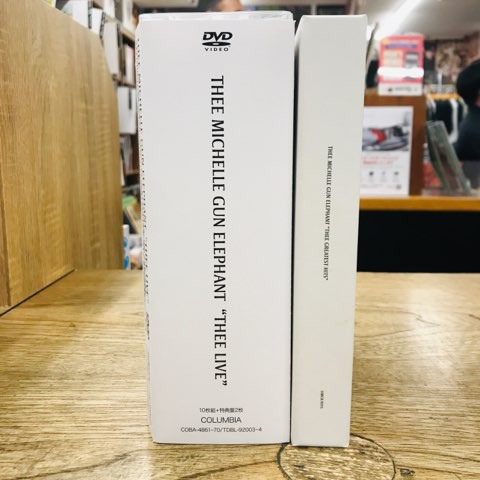 DVD
VIDEO
THEE MICHELLE GUN ELEPHANT "THEE LIVE"
10枚組+特典盤2枚
COLUMBIA
COBA-4861-70/TDBL-92003-4
THEE MICHELLE GUN ELEPHANT "THEE GREATEST HITS"